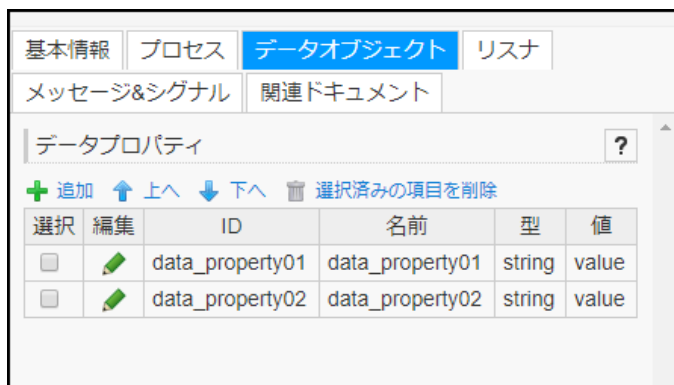 基本情報 プロセス データオブジェクト リスナ
メッセージ&シグナル 関連ドキュメント
データプロパティ ?
追加 上へ 下へ 選択済みの項目を削除
選択 編集 ID 名前 型 値
data_property01 data_property01 string value
data_property02 data_property02 string value